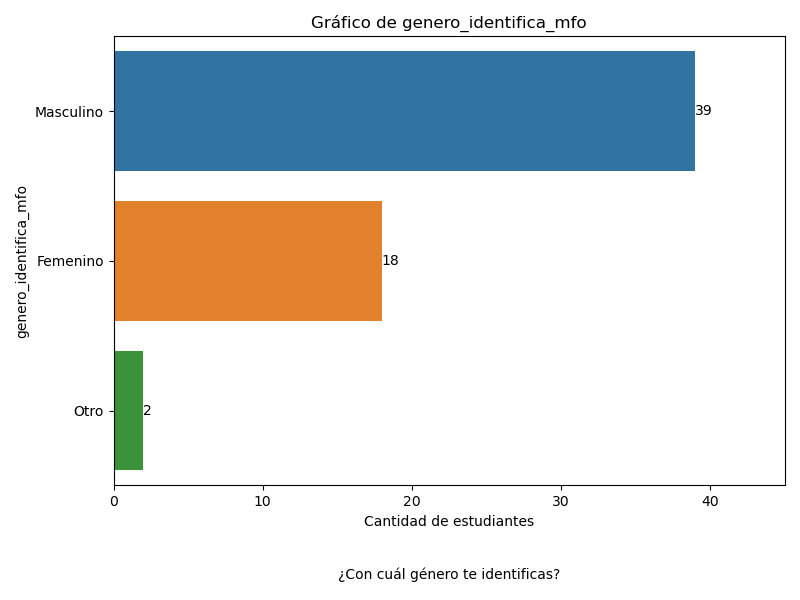 Gráfico de genero_identifica_mfo
genero_identifica_mfo
Masculino
39
Femenino
18
Otro
2
0 10 20 30 40
Cantidad de estudiantes
¿Con cuál género te identificas?